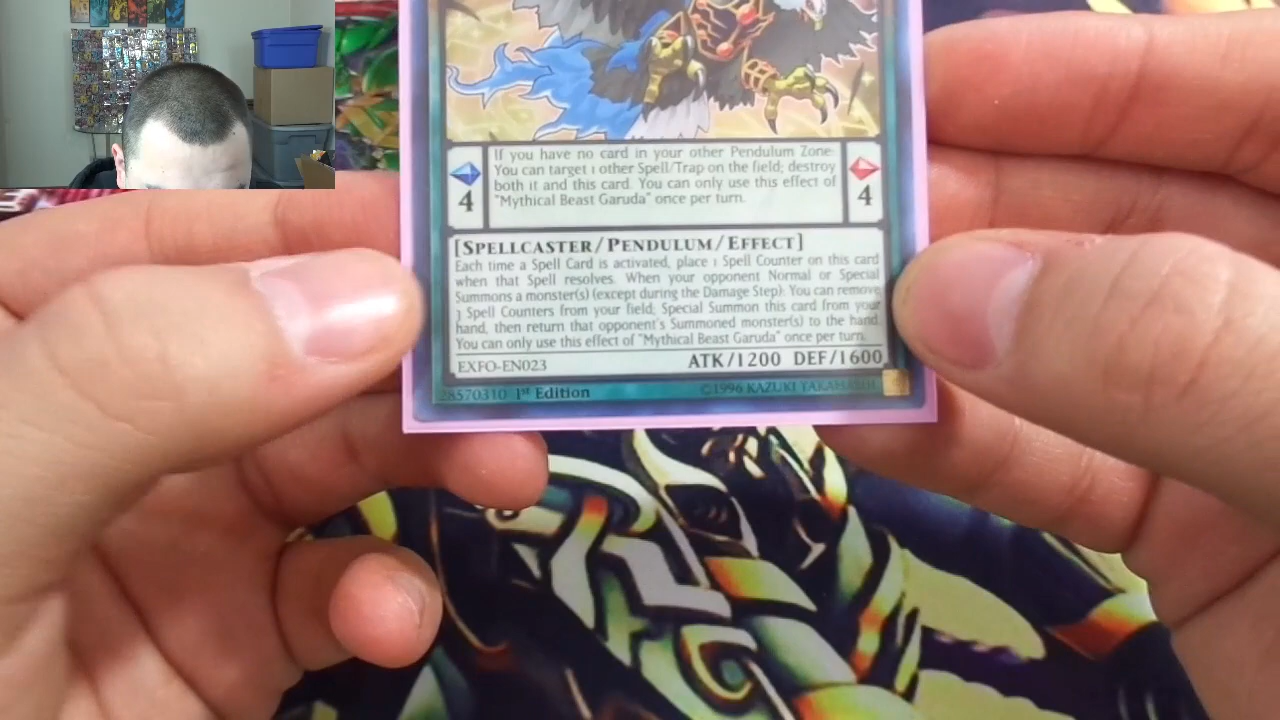 If you have no card in your other Pendulum Zone:
You can target 1 other Spell/Trap on the field; destroy
both it and this card. You can only use this effect of
"Mythical Beast Garuda" once per turn.
4
4
[SPELLCASTER/PENDULUM/EFFECT]
Each time a Spell Card is activated, place 1 Spell Counter on this card
when that Spell resolves. When your opponent Normal or Special
Summons a monster(s) (except during the Damage Step): You can remove
3 Spell Counters from your field; Special Summon this card from your
hand, then return that opponent's Summoned monster(s) to the hand.
You can only use this effect of "Mythical Beast Garuda" once per turn.
EXFO-EN023
ATK/1200 DEF/1600
28570310 1st Edition
©1996 KAZUKI TAKAHASHI